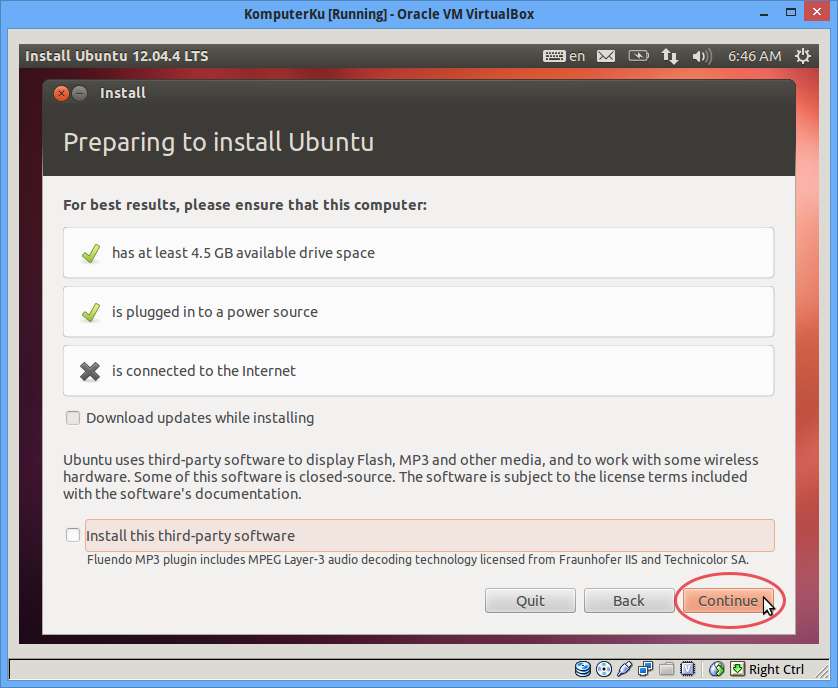 KomputerKu [Running] - Oracle VM VirtualBox
Install Ubuntu 12.04.4 LTS en 6:46 AM
Install
Preparing to install Ubuntu
For best results, please ensure that this computer:
has at least 4.5 GB available drive space
is plugged in to a power source
is connected to the Internet
Download updates while installing
Ubuntu uses third-party software to display Flash, MP3 and other media, and to work with some wireless
hardware. Some of this software is closed-source. The software is subject to the license terms included
with the software's documentation.
Install this third-party software
Fluendo MP3 plugin includes MPEG Layer-3 audio decoding technology licensed from Fraunhofer IIS and Technicolor SA.
Quit Back Continue
Right Ctrl